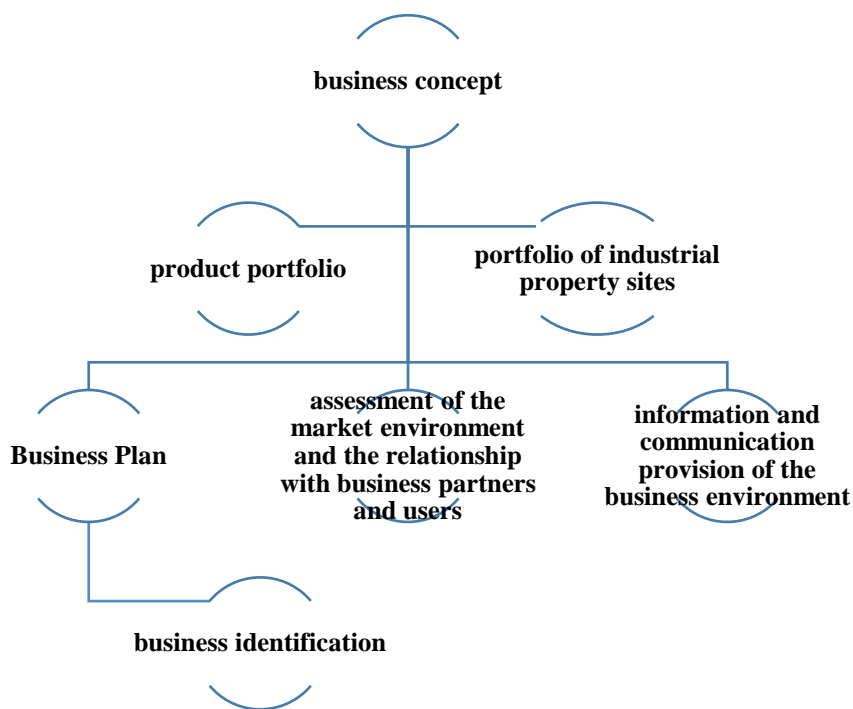 business concept
product portfolio
portfolio of industrial
property sites
Business Plan
assessment of the
market environment
and the relationship
with business partners
and users
information and
communication
provision of the
business environment
business identification